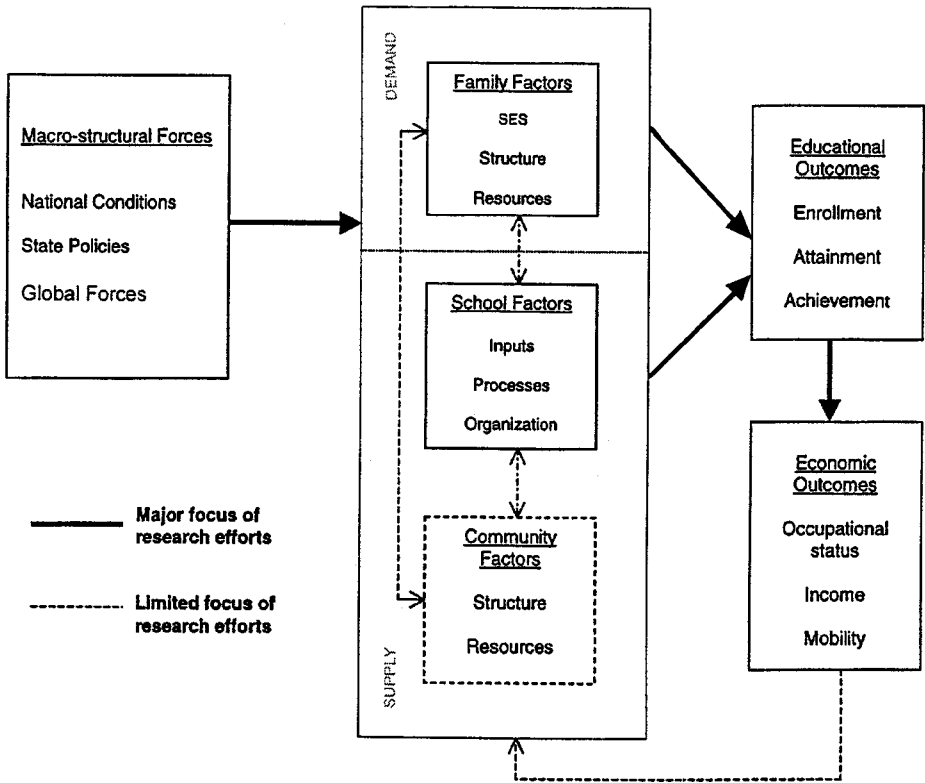 Macro-structural Forces
National Conditions
State Policies
Global Forces
DEMAND
Family Factors
SES
Structure
Resources
School Factors
Inputs
Processes
Organization
Community
Factors
Structure
Resources
SUPPLY
Educational
Outcomes
Enrollment
Attainment
Achievement
Economic
Outcomes
Occupational
status
Income
Mobility
Major focus of
research efforts
Limited focus of
research efforts